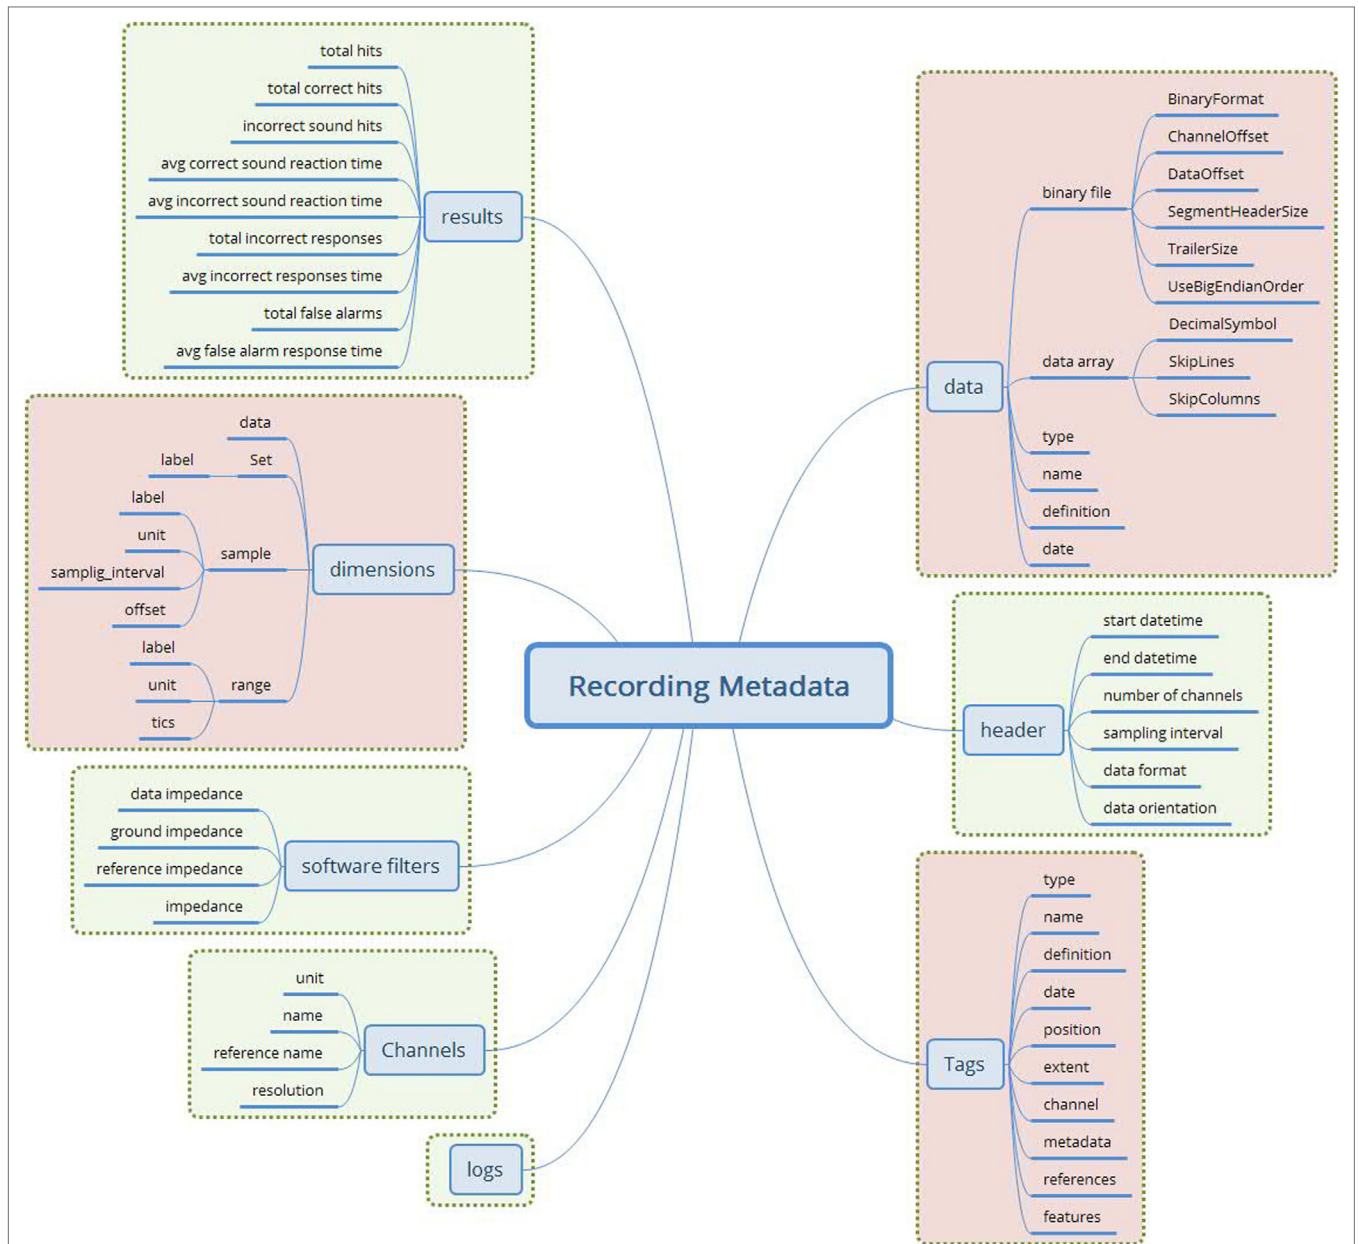 Recording Metadata
results
total hits
total correct hits
incorrect sound hits
avg correct sound reaction time
avg incorrect sound reaction time
total incorrect responses
avg incorrect responses time
total false alarms
avg false alarm response time
dimensions
data
Set
label
sample
label
unit
samplig_interval
offset
range
label
unit
tics
software filters
data impedance
ground impedance
reference impedance
impedance
Channels
unit
name
reference name
resolution
logs
data
binary file
BinaryFormat
ChannelOffset
DataOffset
SegmentHeaderSize
TrailerSize
UseBigEndianOrder
data array
DecimalSymbol
SkipLines
SkipColumns
type
name
definition
date
header
start datetime
end datetime
number of channels
sampling interval
data format
data orientation
Tags
type
name
definition
date
position
extent
channel
metadata
references
features